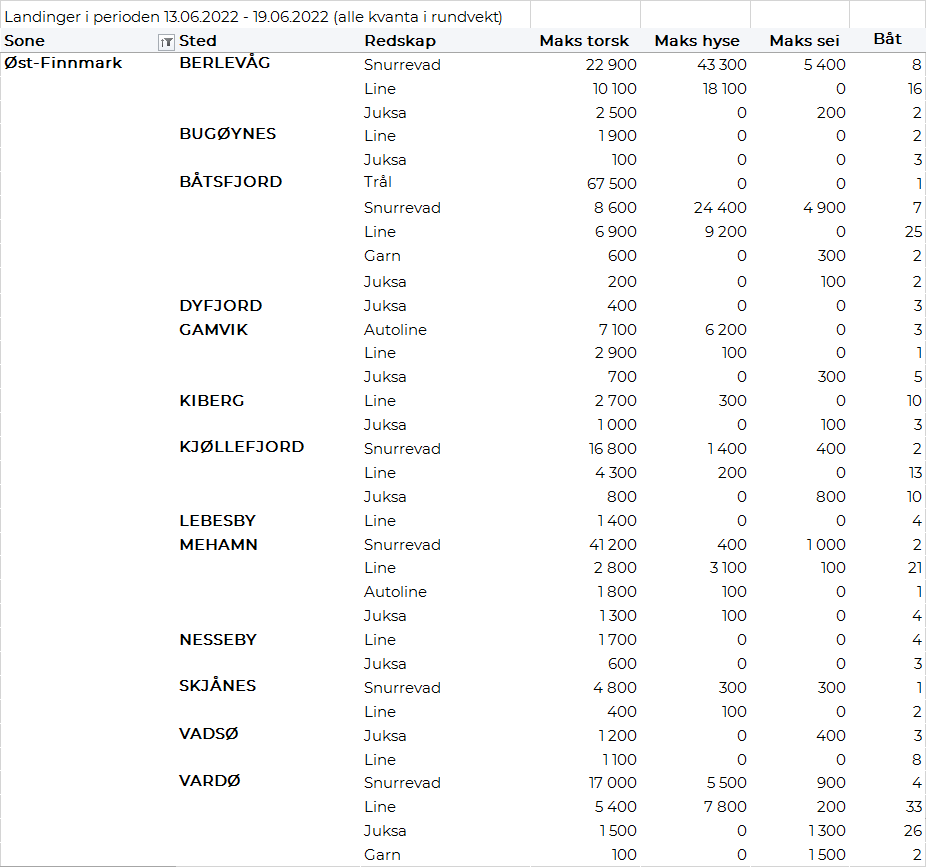 Landinger i perioden 13.06.2022 - 19.06.2022 (alle kvanta i rundvekt)
Sone Sted Redskap Maks torsk Maks hyse Maks sei Båt
Øst-Finnmark BERLEVÅG Snurrevad 22 900 43 300 5 400 8
Line 10 100 18 100 0 16
Juksa 2 500 0 200 2
BUGØYNES Line 1 900 0 0 2
Juksa 100 0 0 3
BÅTSFJORD Trål 67 500 0 0 1
Snurrevad 8 600 24 400 4 900 7
Line 6 900 9 200 0 25
Garn 600 0 300 2
Juksa 200 0 100 2
DYFJORD Juksa 400 0 0 3
GAMVIK Autoline 7 100 6 200 0 3
Line 2 900 100 0 1
Juksa 700 0 300 5
KIBERG Line 2 700 300 0 10
Juksa 1 000 0 100 3
KJØLLEFJORD Snurrevad 16 800 1 400 400 2
Line 4 300 200 0 13
Juksa 800 0 800 10
LEBESBY Line 1 400 0 0 4
MEHAMN Snurrevad 41 200 400 1 000 2
Line 2 800 3 100 100 21
Autoline 1 800 100 0 1
Juksa 1 300 100 0 4
NESSEBY Line 1 700 0 0 4
Juksa 600 0 0 3
SKJÅNES Snurrevad 4 800 300 300 1
Line 400 100 0 2
VADSØ Juksa 1 200 0 400 3
Line 1 100 0 0 8
VARDØ Snurrevad 17 000 5 500 900 4
Line 5 400 7 800 200 33
Juksa 1 500 0 1 300 26
Garn 100 0 1 500 2